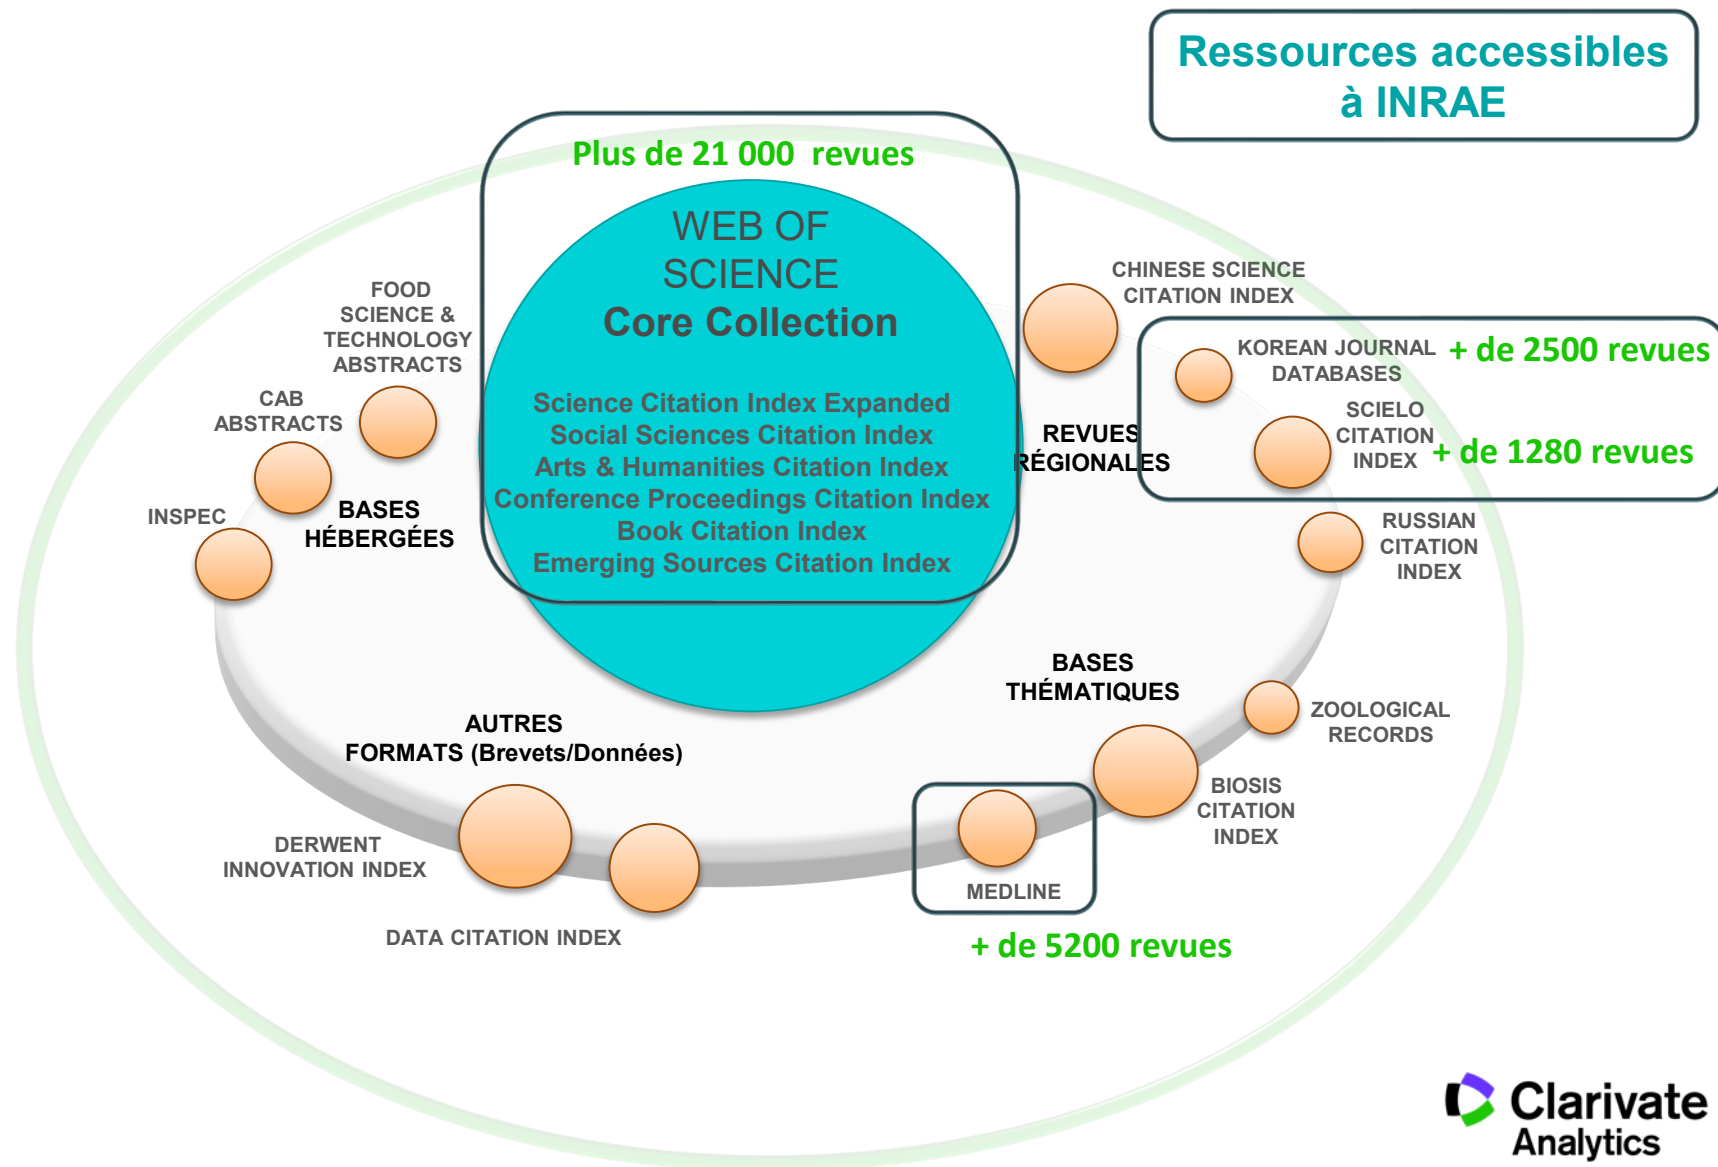 Ressources accessibles
à INRAE
Plus de 21 000 revues
WEB OF
SCIENCE
Core Collection
Science Citation Index Expanded
Social Sciences Citation Index
Arts & Humanities Citation Index
Conference Proceedings Citation Index
Book Citation Index
Emerging Sources Citation Index
FOOD
SCIENCE &
TECHNOLOGY
ABSTRACTS
CAB
ABSTRACTS
INSPEC
BASES
HÉBERGÉES
CHINESE SCIENCE
CITATION INDEX
KOREAN JOURNAL
DATABASES
+ de 2500 revues
SCIELO
CITATION
INDEX
+ de 1280 revues
REVUES
RÉGIONALES
RUSSIAN
CITATION
INDEX
BASES
THÉMATIQUES
ZOOLOGICAL
RECORDS
BIOSIS
CITATION
INDEX
MEDLINE
+ de 5200 revues
AUTRES
FORMATS (Brevets/Données)
DERWENT
INNOVATION INDEX
DATA CITATION INDEX
Clarivate
Analytics